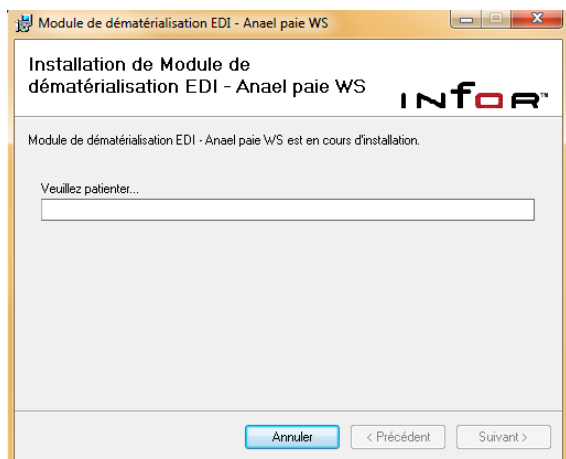 Module de dématérialisation EDI - Anael paie WS
Installation de Module de
dématérialisation EDI - Anael paie WS
INfOR™
Module de dématérialisation EDI - Anael paie WS est en cours d'installation.
Veuillez patienter...
Annuler
< Précédent
Suivant >